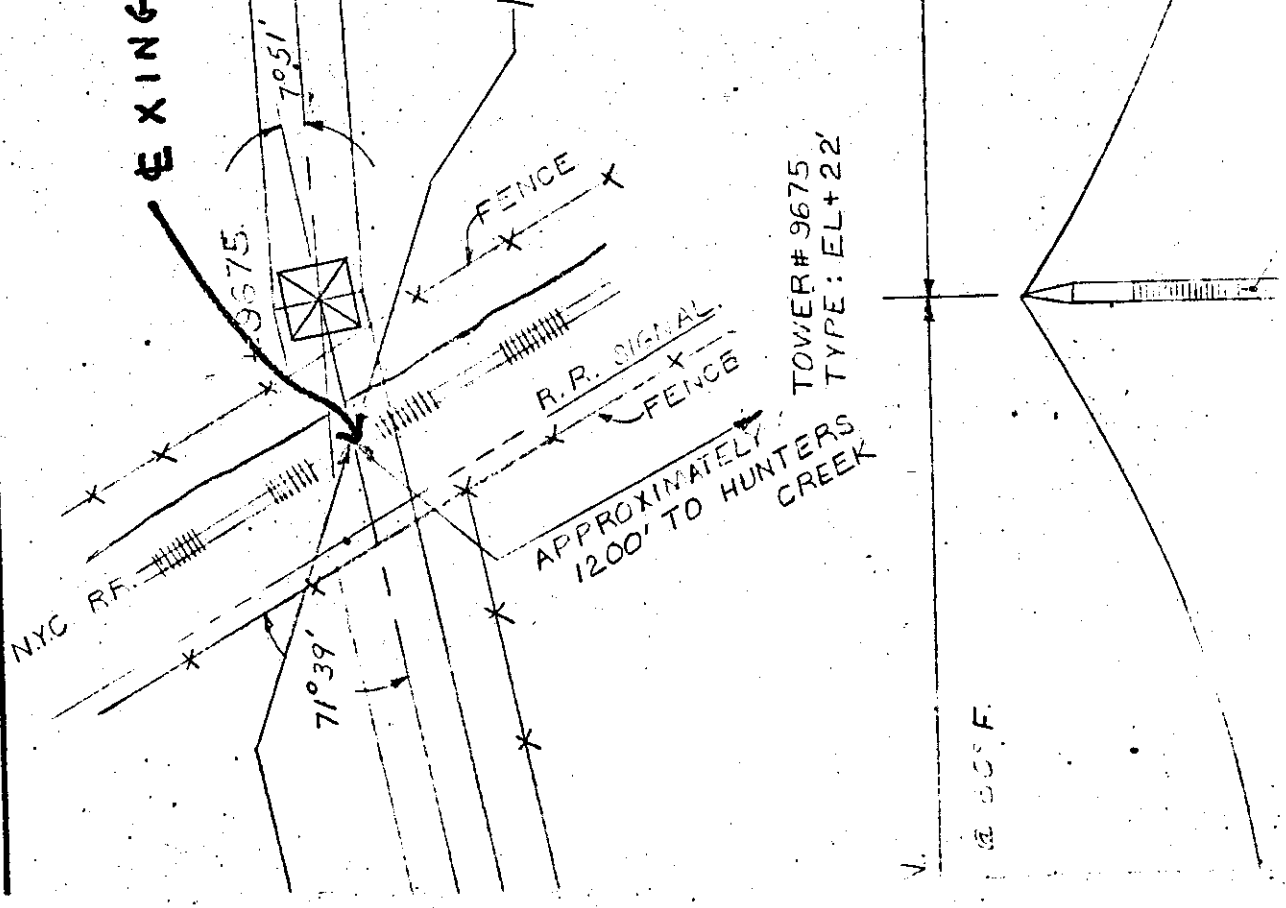 ℄ XING
7°51'
9675
FENCE
N.Y.C RR.
R.R. SIGNAL.
FENCE
APPROXIMATELY
1200' TO HUNTERS
CREEK
71°39'
TOWER# 9675
TYPE: EL+22'